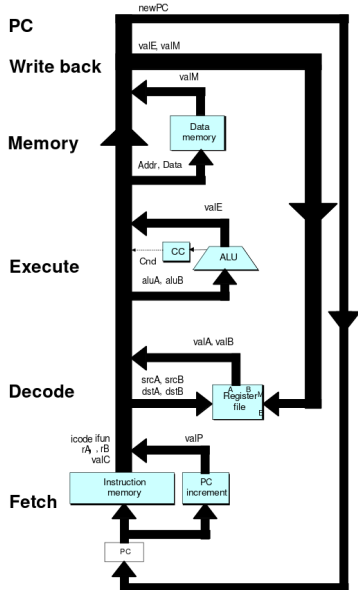 newPC
PC
valE, valM
Write back
valM
Data
memory
Memory
Addr, Data
valE
CC
ALU
Cnd
Execute
aluA, aluB
valA, valB
srcA, srcB
dstA, dstB
A B
Register M
file
E
Decode
icode ifun
rA, rB
valC
valP
Instruction
memory
PC
increment
Fetch
PC